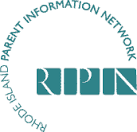 RHODE ISLAND PARENT INFORMATION NETWORK
RIPIN